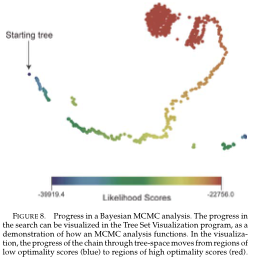 Starting tree
-39919.4
-22756.0
Likelihood Scores
FIGURE 8. Progress in a Bayesian MCMC analysis. The progress in
the search can be visualized in the Tree Set Visualization program, as a
demonstration of how an MCMC analysis functions. In the visualiza-
tion, the progress of the chain through tree-space moves from regions of
low optimality scores (blue) to regions of high optimality scores (red).